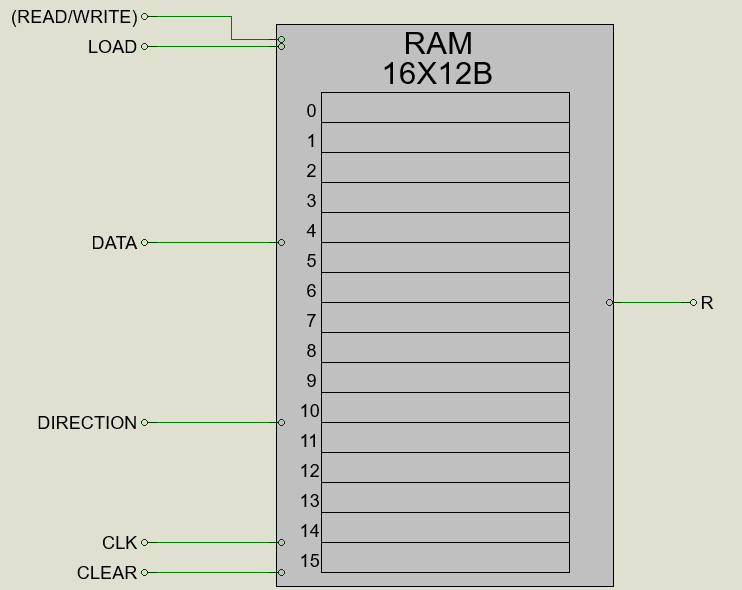 (READ/WRITE)
LOAD
RAM
16X12B
0
1
2
3
DATA
4
5
6
R
7
8
9
DIRECTION
10
11
12
13
CLK
14
CLEAR
15